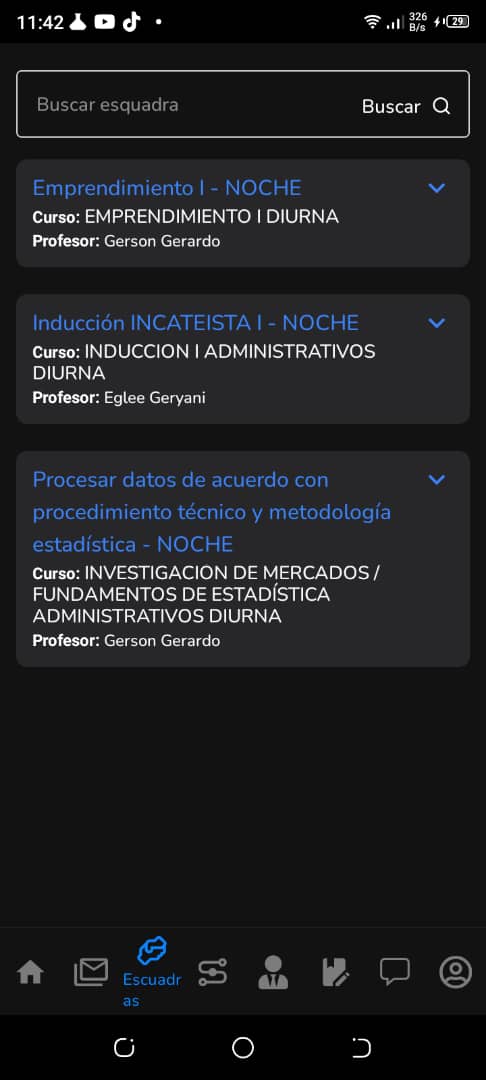 11:42
326
B/s
29
Buscar esquadra
Buscar
Emprendimiento I - NOCHE
Curso: EMPRENDIMIENTO I DIURNA
Profesor: Gerson Gerardo
Inducción INCATEISTA I - NOCHE
Curso: INDUCCION I ADMINISTRATIVOS
DIURNA
Profesor: Eglee Geryani
Procesar datos de acuerdo con
procedimiento técnico y metodología
estadística - NOCHE
Curso: INVESTIGACION DE MERCADOS /
FUNDAMENTOS DE ESTADÍSTICA
ADMINISTRATIVOS DIURNA
Profesor: Gerson Gerardo
Escuadr
as